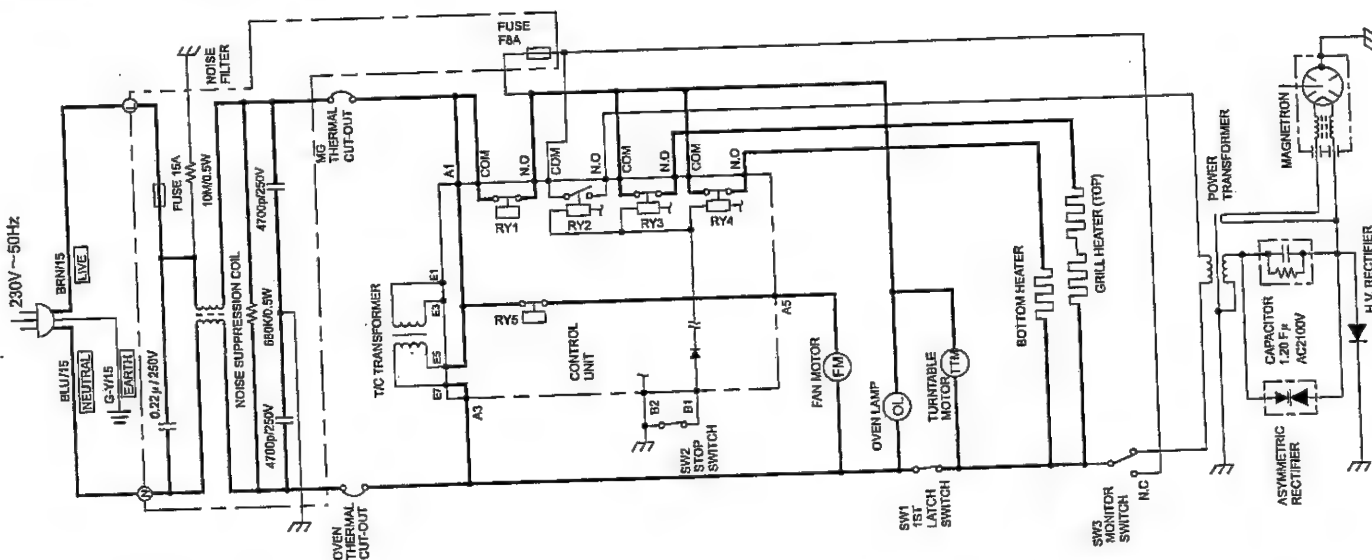 230V~50Hz
BRN/15
LIVE
BLU/15
NEUTRAL
G-Y/15
EARTH
0.22μ / 250V
L
N
NOISE
FILTER
FUSE 15A
10M/0.5W
NOISE SUPPRESSION COIL
4700p/250V
680K/0.5W
4700p/250V
MG
THERMAL
CUT-OUT
OVEN
THERMAL
CUT-OUT
FUSE
F8A
T/C TRANSFORMER
E1
E3
E5
E7
A1
A3
A5
COM
N.O
COM
N.O
COM
N.O
COM
N.O
RY1
RY2
RY3
RY4
RY5
CONTROL
UNIT
B2
B1
SW2
STOP
SWITCH
FAN MOTOR
FM
OVEN LAMP
OL
TURNTABLE
MOTOR
TTM
SW1
1ST
LATCH
SWITCH
BOTTOM HEATER
GRILL HEATER (TOP)
SW3
MONITOR
SWITCH
N.C
POWER
TRANSFORMER
MAGNETRON
CAPACITOR
1.20 Fμ
AC2100V
ASYMMETRIC
RECTIFIER
H.V. RECTIFIER